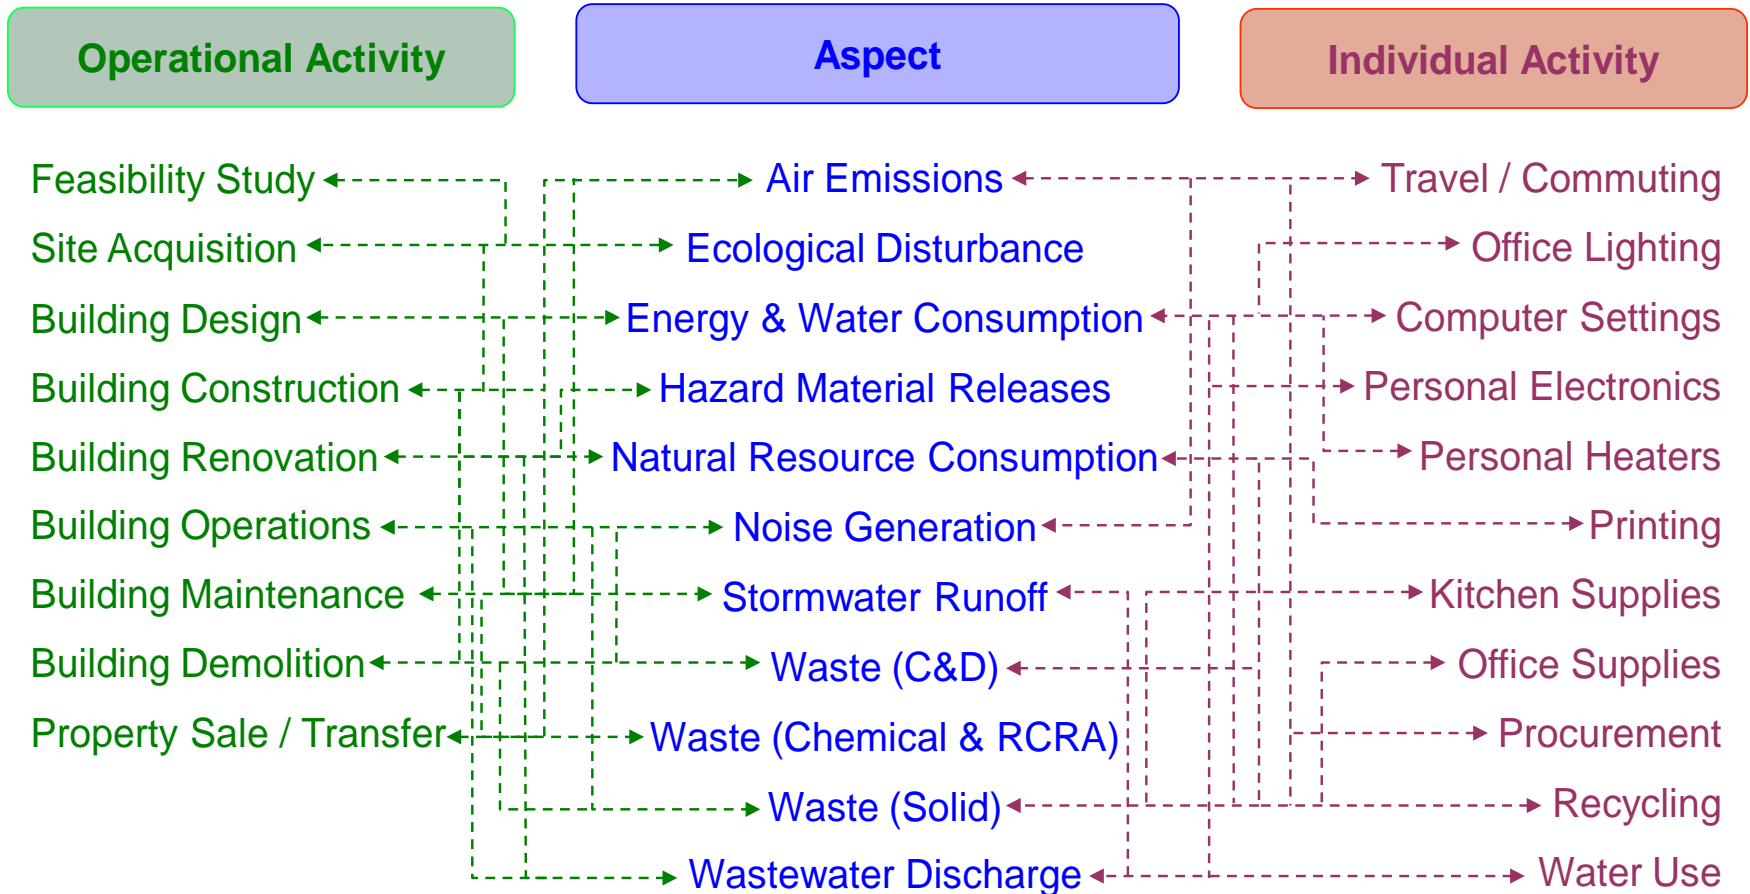 Operational Activity
Aspect
Individual Activity
Feasibility Study
Air Emissions
Travel / Commuting
Site Acquisition
Ecological Disturbance
Office Lighting
Building Design
Energy & Water Consumption
Computer Settings
Building Construction
Hazard Material Releases
Personal Electronics
Building Renovation
Natural Resource Consumption
Personal Heaters
Building Operations
Noise Generation
Printing
Building Maintenance
Stormwater Runoff
Kitchen Supplies
Building Demolition
Waste (C&D)
Office Supplies
Property Sale / Transfer
Waste (Chemical & RCRA)
Procurement
Waste (Solid)
Recycling
Wastewater Discharge
Water Use